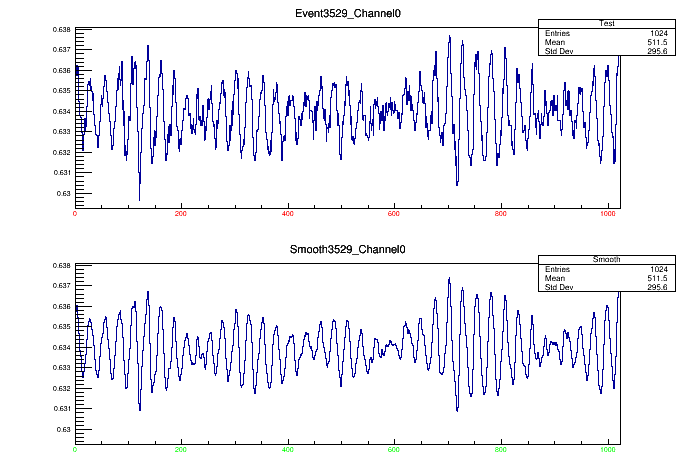 Event3529_Channel0
Test
Entries 1024
Mean 511.5
Std Dev 295.6
0.638
0.637
0.636
0.635
0.634
0.633
0.632
0.631
0.63
0 200 400 600 800 1000
Smooth3529_Channel0
Smooth
Entries 1024
Mean 511.5
Std Dev 295.6
0.638
0.637
0.636
0.635
0.634
0.633
0.632
0.631
0.63
0 200 400 600 800 1000